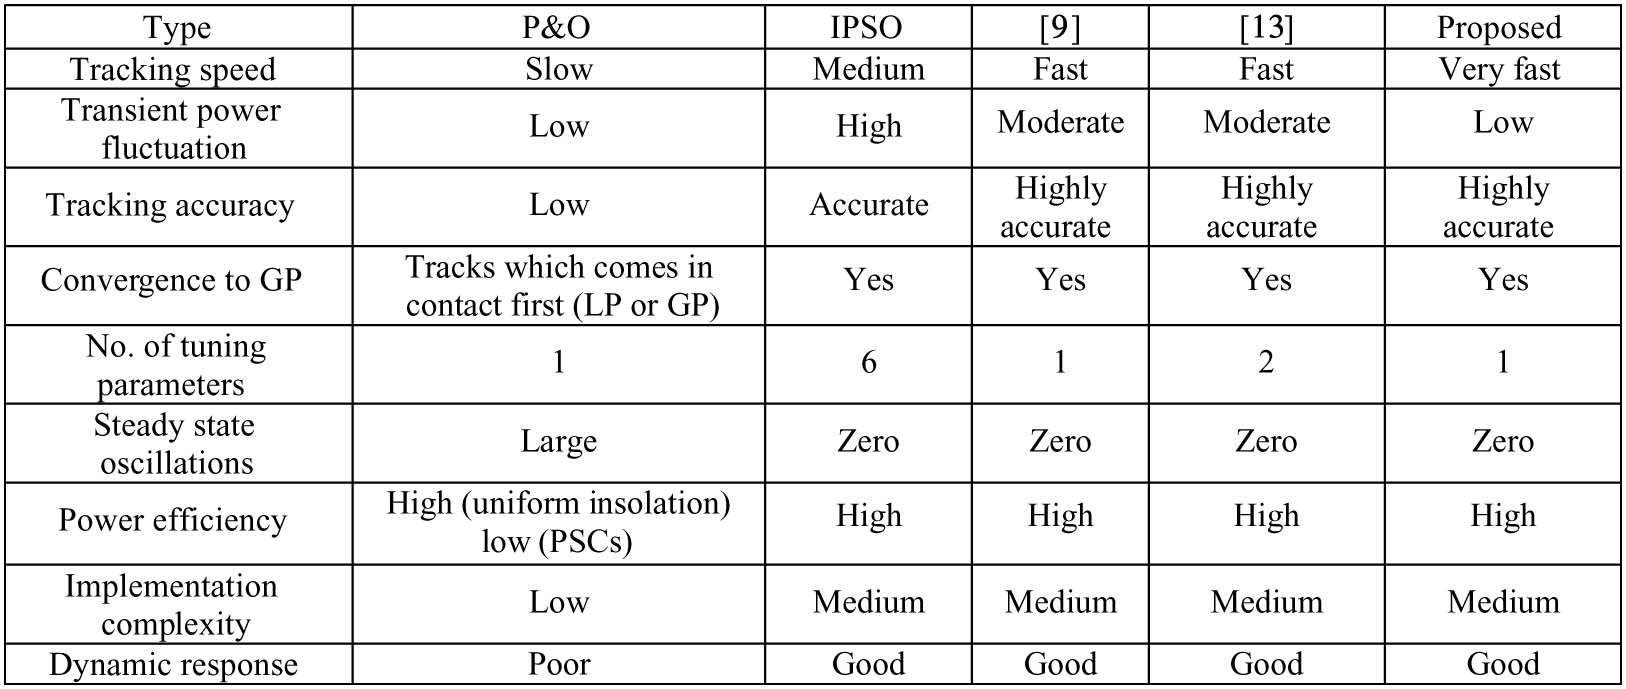 Type P&O IPSO [9] [13] Proposed
Tracking speed Slow Medium Fast Fast Very fast
Transient power
fluctuation Low High Moderate Moderate Low
Tracking accuracy Low Accurate Highly
accurate Highly
accurate Highly
accurate
Convergence to GP Tracks which comes in
contact first (LP or GP) Yes Yes Yes Yes
No. of tuning
parameters 1 6 1 2 1
Steady state
oscillations Large Zero Zero Zero Zero
Power efficiency High (uniform insolation)
low (PSCs) High High High High
Implementation
complexity Low Medium Medium Medium Medium
Dynamic response Poor Good Good Good Good